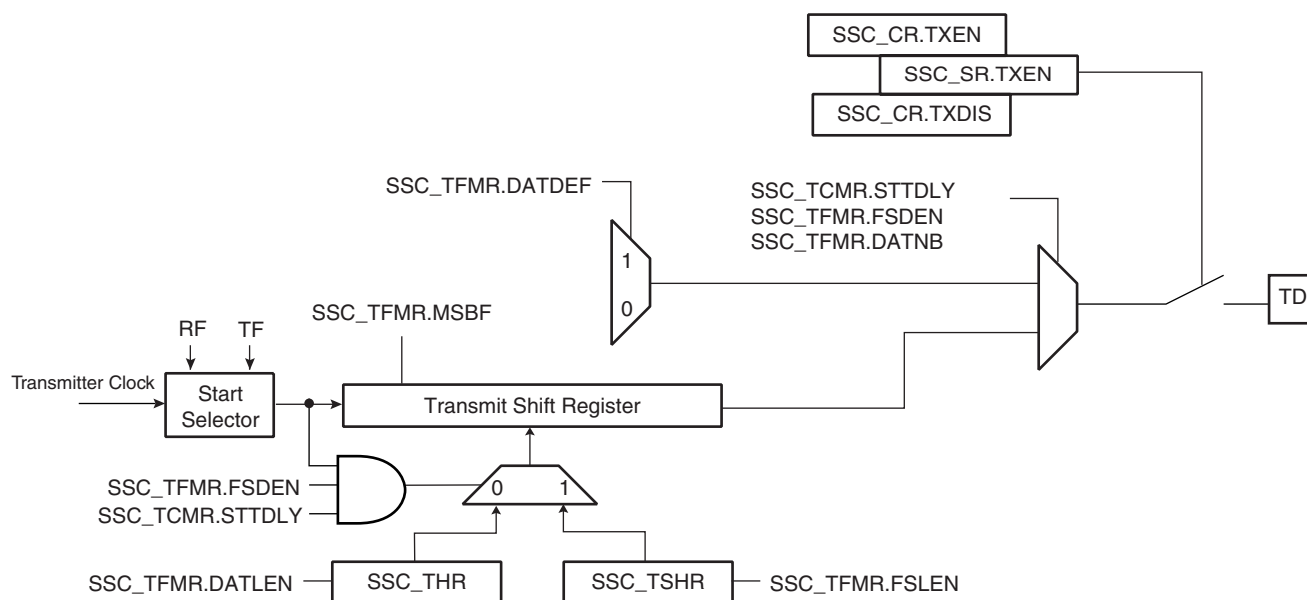 SSC_CR.TXEN
SSC_SR.TXEN
SSC_CR.TXDIS
SSC_TFMR.DATDEF
SSC_TCMR.STTDLY
SSC_TFMR.FSDEN
SSC_TFMR.DATNB
1
0
TD
SSC_TFMR.MSBF
RF TF
Transmitter Clock
Start
Selector
Transmit Shift Register
SSC_TFMR.FSDEN
SSC_TCMR.STTDLY
0 1
SSC_TFMR.DATLEN SSC_THR SSC_TSHR SSC_TFMR.FSLEN